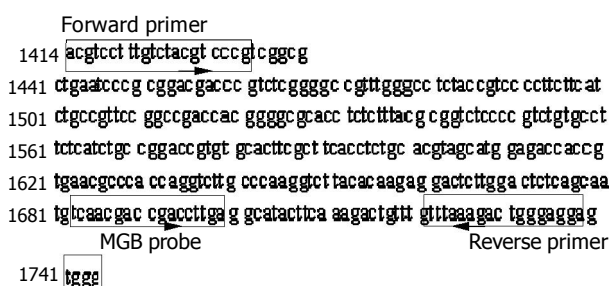 Forward primer
1414 acgtcct ttgtctacgt cccgtcggcg
1441 ctgaatcccg cggacgaccc gtctcggggc cgtttgggcc tctaccgtcc ccttcttcat
1501 ctgccgttcc ggccgaccac ggggcgcacc tctctttacg cggtctcccc gtctgtgcct
1561 tctcatctgc cggaccgtgt gcacttcgct tcacctctgc acgtagcatg gagaccaccg
1621 tgaacgccca ccaggtcttg cccaaggtct tacacaagag gactcttgga ctctcagcaa
1681 tgtcaacgac cgaccttgag gcatacttca aagactgttt gtttaaagac tgggaggag
MGB probe Reverse primer
1741 tggg